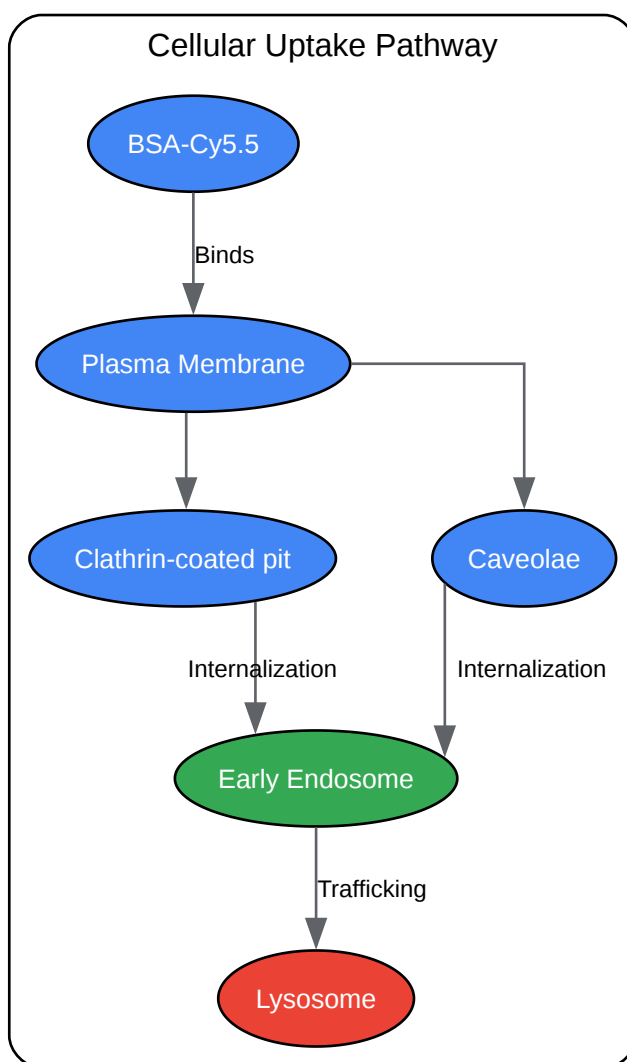 Cellular Uptake Pathway
BSA-Cy5.5
Binds
Plasma Membrane
Clathrin-coated pit
Caveolae
Internalization
Internalization
Early Endosome
Trafficking
Lysosome